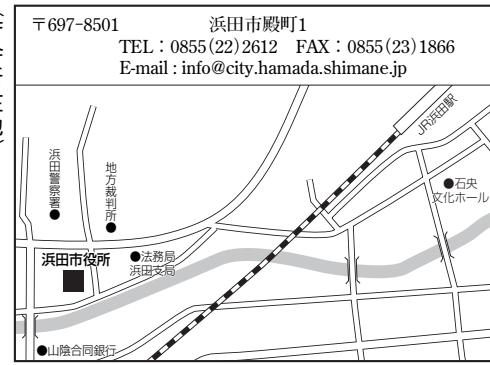 〒697-8501 浜田市殿町1
TEL：0855(22)2612 FAX：0855(23)1866
E-mail : info@city.hamada.shimane.jp
JR浜田駅
浜田警察署
地方裁判所
●石央
文化ホール
浜田市役所
●法務局
浜田支局
●山陰合同銀行